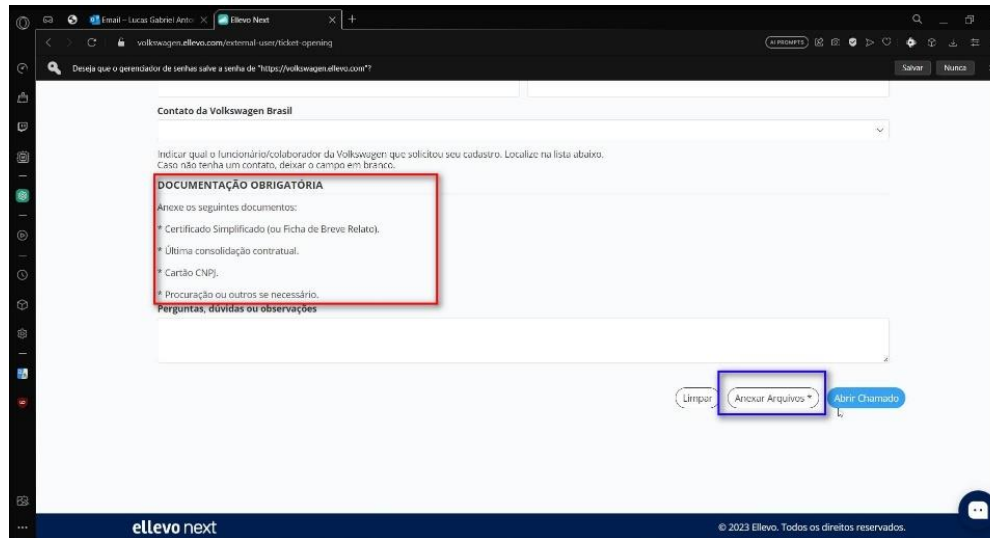 Email – Lucas Gabriel Anto
Ellevo Next
volkswagen.ellevo.com/external-user/ticket-opening
AI PROMPTS
Deseja que o gerenciador de senhas salve a senha de "https://volkswagen.ellevo.com"?
Salvar
Nunca
Contato da Volkswagen Brasil
Indicar qual o funcionário/colaborador da Volkswagen que solicitou seu cadastro. Localize na lista abaixo.
Caso não tenha um contato, deixar o campo em branco.
DOCUMENTAÇÃO OBRIGATÓRIA
Anexe os seguintes documentos:
* Certificado Simplificado (ou Ficha de Breve Relato).
* Última consolidação contratual.
* Cartão CNPJ.
* Procuração ou outros se necessário.
Perguntas, dúvidas ou observações
Limpar
Anexar Arquivos *
Abrir Chamado
ellevo next
© 2023 Ellevo. Todos os direitos reservados.